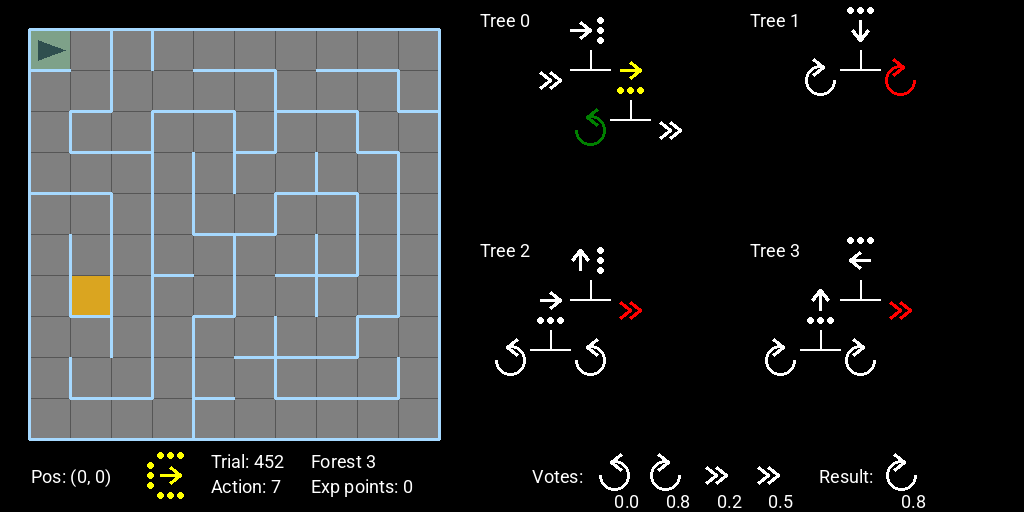 Tree 0
Tree 1
Tree 2
Tree 3
Pos: (0, 0)
Trial: 452
Forest 3
Action: 7
Exp points: 0
Votes:
0.0
0.8
0.2
0.5
Result:
0.8